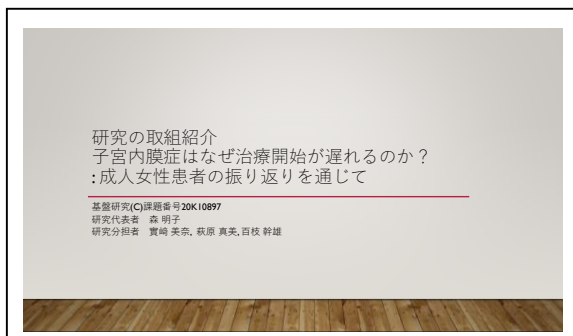 研究の取組紹介
子宮内膜症はなぜ治療開始が遅れるのか？
:成人女性患者の振り返りを通じて
基盤研究(C)課題番号20K10897
研究代表者　森 明子
研究分担者　實﨑 美奈, 萩原 真美,百枝 幹雄